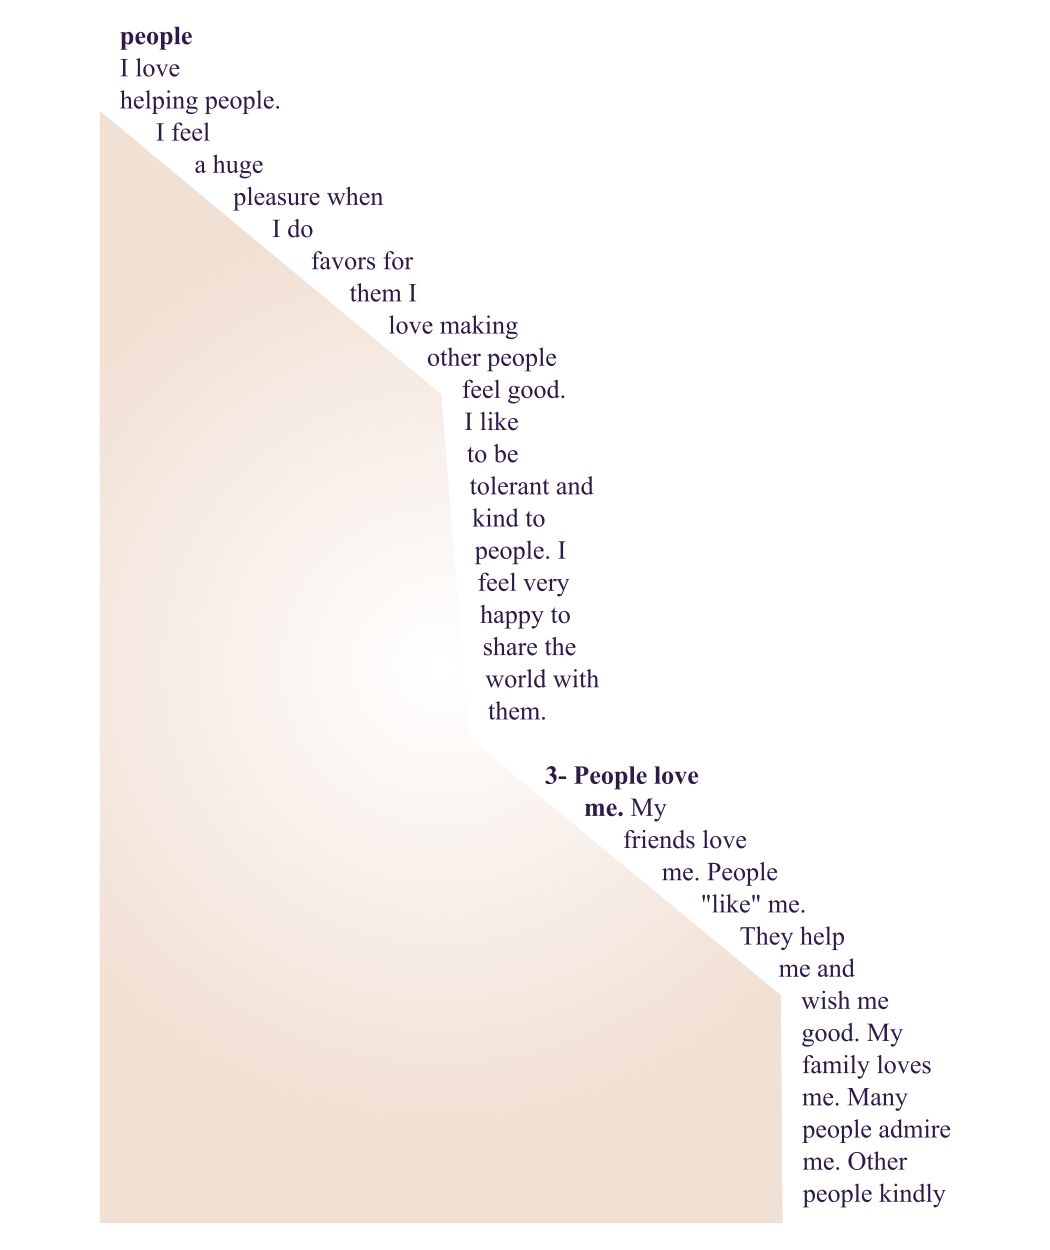 people
I love
helping people.
I feel
a huge
pleasure when
I do
favors for
them I
love making
other people
feel good.
I like
to be
tolerant and
kind to
people. I
feel very
happy to
share the
world with
them.
3- People love
me. My
friends love
me. People
"like" me.
They help
me and
wish me
good. My
family loves
me. Many
people admire
me. Other
people kindly